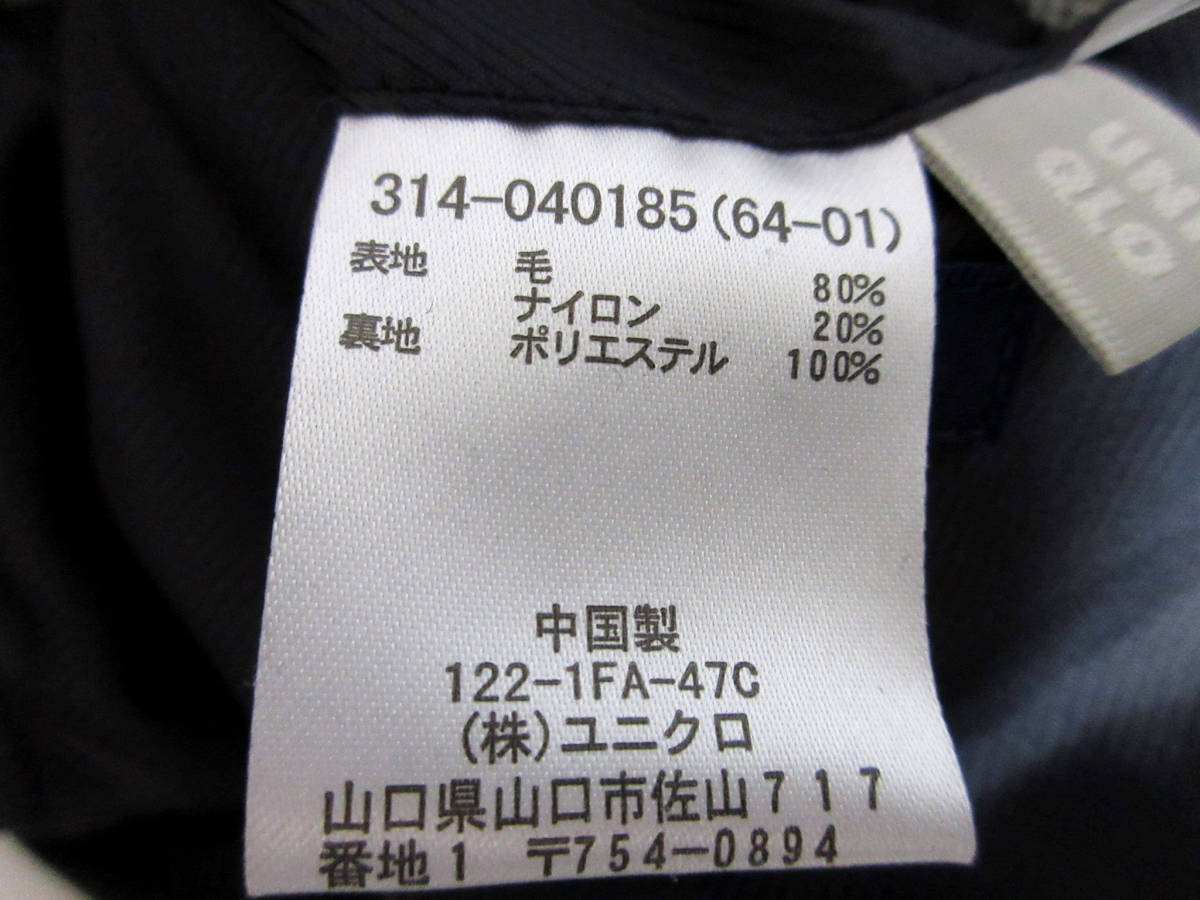 314-040185(64-01)
表地 毛 80%
ナイロン 20%
裏地 ポリエステル 100%
中国製
122-1FA-47C
(株)ユニクロ
山口県山口市佐山717
番地1 〒754-0894
UNI
QLO